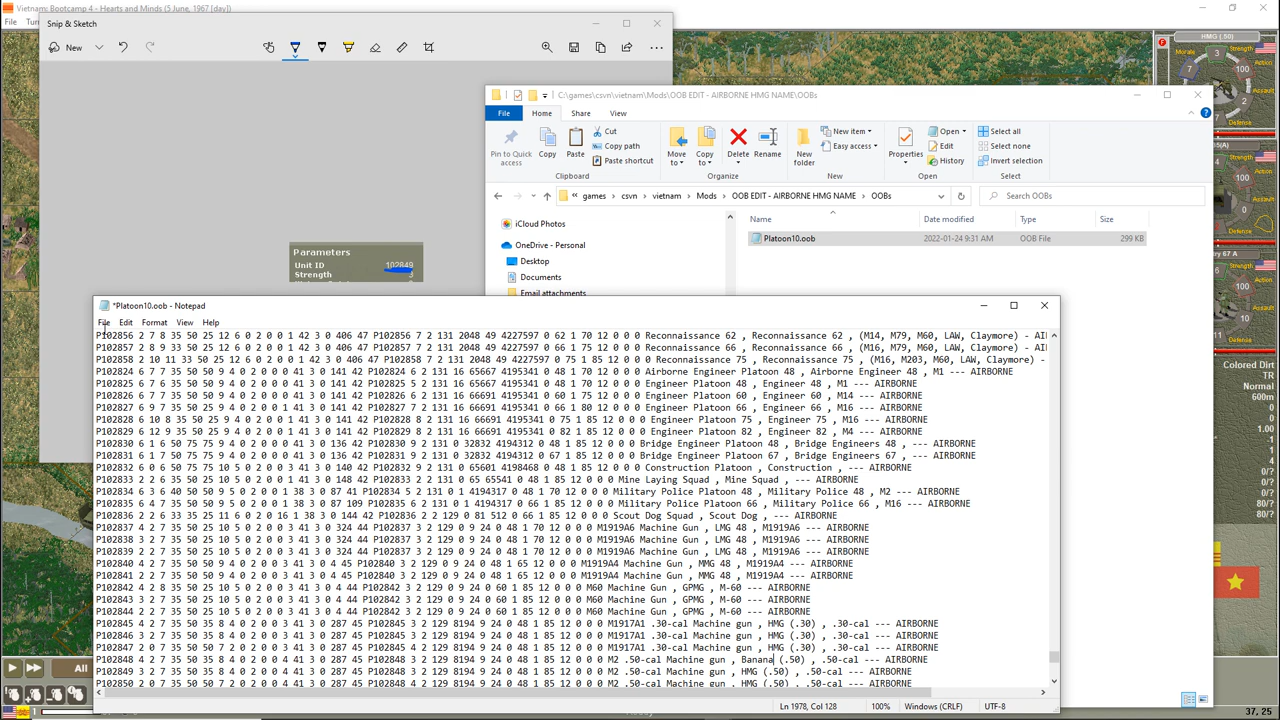 Vietnam: Bootcamp 4 - Hearts and Minds (5 June, 1967 [day])
File
Snip & Sketch
New
Parameters
Unit ID 102849
Strength 3
HMG (.50)
Morale
Strength
3
7
100
Action
Assault
2
Defense
C:\games\csvn\vietnam\Mods\OOB EDIT - AIRBORNE HMG NAME\OOBs
File Home Share View
Pin to Quick access
Copy
Paste
Cut
Copy path
Paste shortcut
Move to
Copy to
Delete
Rename
New folder
New item
Easy access
Properties
Open
Edit
History
Select all
Select none
Invert selection
Clipboard Organize New Open Select
« games › csvn › vietnam › Mods › OOB EDIT - AIRBORNE HMG NAME › OOBs
Search OOBs
iCloud Photos
OneDrive - Personal
Desktop
Documents
Email attachments
Name Date modified Type Size
Platoon10.oob 2022-01-24 9:31 AM OOB File 299 KB
*Platoon10.oob - Notepad
File Edit Format View Help
P102856 2 7 8 35 50 25 12 6 0 2 0 0 1 42 3 0 406 47 P102856 7 2 131 2048 49 4227597 0 62 1 70 12 0 0 0 Reconnaissance 62 , Reconnaissance 62 , (M14, M79, M60, LAW, Claymore) - AI
P102857 2 8 9 33 50 25 12 6 0 2 0 0 1 42 3 0 406 47 P102857 7 2 131 2048 49 4227597 0 66 1 75 12 0 0 0 Reconnaissance 66 , Reconnaissance 66 , (M16, M79, M60, LAW, Claymore) - AI
P102858 2 10 11 33 50 25 12 6 0 2 0 0 1 42 3 0 406 47 P102858 7 2 131 2048 49 4227597 0 75 1 85 12 0 0 0 Reconnaissance 75 , Reconnaissance 75 , (M16, M203, M60, LAW, Claymore)
P102824 6 7 7 35 50 50 9 4 0 2 0 0 0 41 3 0 141 42 P102824 6 2 131 16 65667 4195341 0 48 1 70 12 0 0 0 Airborne Engineer Platoon 48 , Airborne Engineer 48 , M1 --- AIRBORNE
P102825 6 7 6 35 50 50 9 4 0 2 0 0 0 41 3 0 141 42 P102825 5 2 131 16 66691 4195341 0 48 1 70 12 0 0 0 Engineer Platoon 48 , Engineer 48 , M1 --- AIRBORNE
P102826 6 7 6 35 50 50 9 4 0 2 0 0 0 41 3 0 141 42 P102826 6 2 131 16 66691 4195341 0 60 1 70 12 0 0 0 Engineer Platoon 60 , Engineer 60 , M14 --- AIRBORNE
P102827 6 9 7 35 50 25 9 4 0 2 0 0 1 41 3 0 141 42 P102827 7 2 131 16 66691 4195341 0 66 1 80 12 0 0 0 Engineer Platoon 66 , Engineer 66 , M16 --- AIRBORNE
P102828 6 10 8 35 50 25 9 4 0 2 0 0 0 41 3 0 141 42 P102828 8 2 131 16 66691 4195341 0 75 1 85 12 0 0 0 Engineer Platoon 75 , Engineer 75 , M16 --- AIRBORNE
P102829 6 12 9 35 50 25 9 4 0 2 0 0 0 41 3 0 141 42 P102829 8 2 131 16 66691 4195341 0 82 1 85 12 0 0 0 Engineer Platoon 82 , Engineer 82 , M4 --- AIRBORNE
P102830 6 1 6 50 75 75 10 5 0 2 0 0 0 41 3 0 136 42 P102830 9 2 131 0 32832 4194312 0 48 1 85 12 0 0 0 Bridge Engineer Platoon 48 , Bridge Engineers 48 , --- AIRBORNE
P102831 6 1 6 50 75 75 10 5 0 2 0 0 0 41 3 0 136 42 P102831 9 2 131 0 32832 4194312 0 67 1 85 12 0 0 0 Bridge Engineer Platoon 67 , Bridge Engineers 67 , --- AIRBORNE
P102832 6 0 6 50 75 75 10 5 0 2 0 0 0 41 3 0 140 42 P102832 9 2 131 0 65601 4198468 0 48 1 85 12 0 0 0 Construction Platoon , Construction , --- AIRBORNE
P102833 2 2 6 35 50 50 10 5 0 2 0 0 0 41 3 0 142 44 P102833 9 2 131 0 65 65541 0 48 1 85 12 0 0 0 Mine Laying Squad , Mine Squad , --- AIRBORNE
P102834 6 3 6 40 50 50 9 5 0 2 0 0 1 38 3 0 87 41 P102834 5 2 131 0 1 4194317 0 48 1 70 12 0 0 0 Military Police Platoon 48 , Military Police 48 , M2 --- AIRBORNE
P102835 6 4 7 35 50 50 9 5 0 2 0 0 1 38 3 0 87 109 P102835 6 2 131 0 1 4194317 0 66 1 70 12 0 0 0 Military Police Platoon 66 , Military Police 67 , M16 --- AIRBORNE
P102836 2 2 6 33 35 25 11 6 0 2 0 16 1 38 3 0 144 42 P102836 2 2 129 0 81 512 0 66 1 85 12 0 0 0 Scout Dog Squad , Scout Dog , --- AIRBORNE
P102837 4 2 7 35 50 25 10 5 0 2 0 0 3 41 3 0 324 44 P102837 3 2 129 0 9 24 0 48 1 70 12 0 0 0 M1919A6 Machine Gun , LMG 48 , M1919A6 --- AIRBORNE
P102838 3 2 7 35 50 25 10 5 0 2 0 0 3 41 3 0 324 44 P102838 3 2 129 0 9 24 0 48 1 70 12 0 0 0 M1919A6 Machine Gun , LMG 48 , M1919A6 --- AIRBORNE
P102839 2 2 7 35 50 25 10 5 0 2 0 0 3 41 3 0 324 44 P102839 3 2 129 0 9 24 0 48 1 70 12 0 0 0 M1919A6 Machine Gun , LMG 48 , M1919A6 --- AIRBORNE
P102840 4 2 7 35 50 50 9 4 0 2 0 0 3 41 3 0 4 45 P102840 3 2 129 0 9 24 0 48 1 65 12 0 0 0 M1919A4 Machine Gun , MMG 48 , M1919A4 --- AIRBORNE
P102841 2 2 7 35 50 50 9 4 0 2 0 0 3 41 3 0 4 45 P102841 3 2 129 0 9 24 0 48 1 65 12 0 0 0 M1919A4 Machine Gun , MMG 48 , M1919A4 --- AIRBORNE
P102842 4 2 8 35 50 25 10 5 0 2 0 0 3 41 3 0 4 44 P102842 3 2 129 0 9 24 0 60 1 85 12 0 0 0 M60 Machine Gun , GPMG , M-60 --- AIRBORNE
P102843 3 2 7 35 50 25 10 5 0 2 0 0 3 41 3 0 4 44 P102843 3 2 129 0 9 24 0 60 1 85 12 0 0 0 M60 Machine Gun , GPMG , M-60 --- AIRBORNE
P102844 2 2 7 35 50 25 10 5 0 2 0 0 3 41 3 0 4 44 P102844 3 2 129 0 9 24 0 60 1 85 12 0 0 0 M60 Machine Gun , GPMG , M-60 --- AIRBORNE
P102845 4 2 7 35 50 35 8 4 0 2 0 0 3 41 3 0 287 45 P102845 3 2 129 8194 9 24 0 48 1 85 12 0 0 0 M1917A1 .30-cal Machine gun , HMG (.30) , .30-cal --- AIRBORNE
P102846 3 2 7 35 50 35 8 4 0 2 0 0 3 41 3 0 287 45 P102845 3 2 129 8194 9 24 0 48 1 85 12 0 0 0 M1917A1 .30-cal Machine gun , HMG (.30) , .30-cal --- AIRBORNE
P102847 2 0 7 35 50 35 8 4 0 2 0 0 3 41 3 0 287 45 P102845 4 2 129 8194 9 24 0 48 1 85 12 0 0 0 M1917A1 .30-cal Machine gun , HMG (.30) , .30-cal --- AIRBORNE
P102848 4 2 7 35 50 35 8 4 0 2 0 0 4 41 3 0 287 45 P102848 3 2 129 8194 9 24 0 48 1 85 12 0 0 0 M2 .50-cal Machine gun , Banana (.50) , .50-cal --- AIRBORNE
P102849 3 2 7 35 50 35 8 4 0 2 0 0 4 41 3 0 287 45 P102848 3 2 129 8194 9 24 0 48 1 85 12 0 0 0 M2 .50-cal Machine gun , HMG (.50) , .50-cal --- AIRBORNE
Ln 1978, Col 128 100% Windows (CRLF) UTF-8
Colored Dirt
TR
Normal
600m
0
1.00
-1
1
4
0/?
0/?
80/?
80/?
All
37, 25